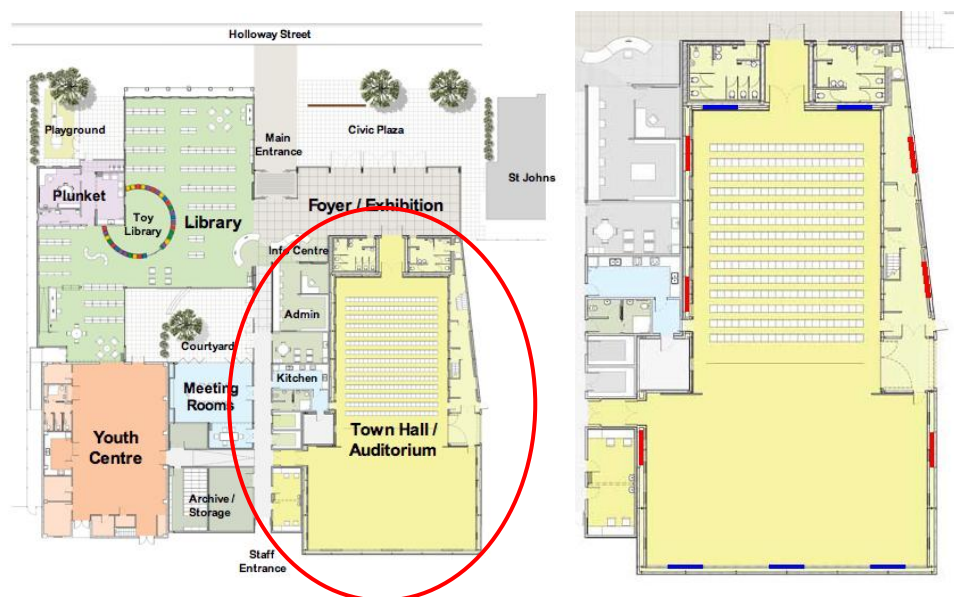 Holloway Street
Playground
Main
Entrance
Civic Plaza
St Johns
Plunket
Toy
Library
Library
Foyer / Exhibition
Info Centre
Admin
Courtyard
Kitchen
Meeting
Rooms
Youth
Centre
Town Hall /
Auditorium
Archive /
Storage
Staff
Entrance